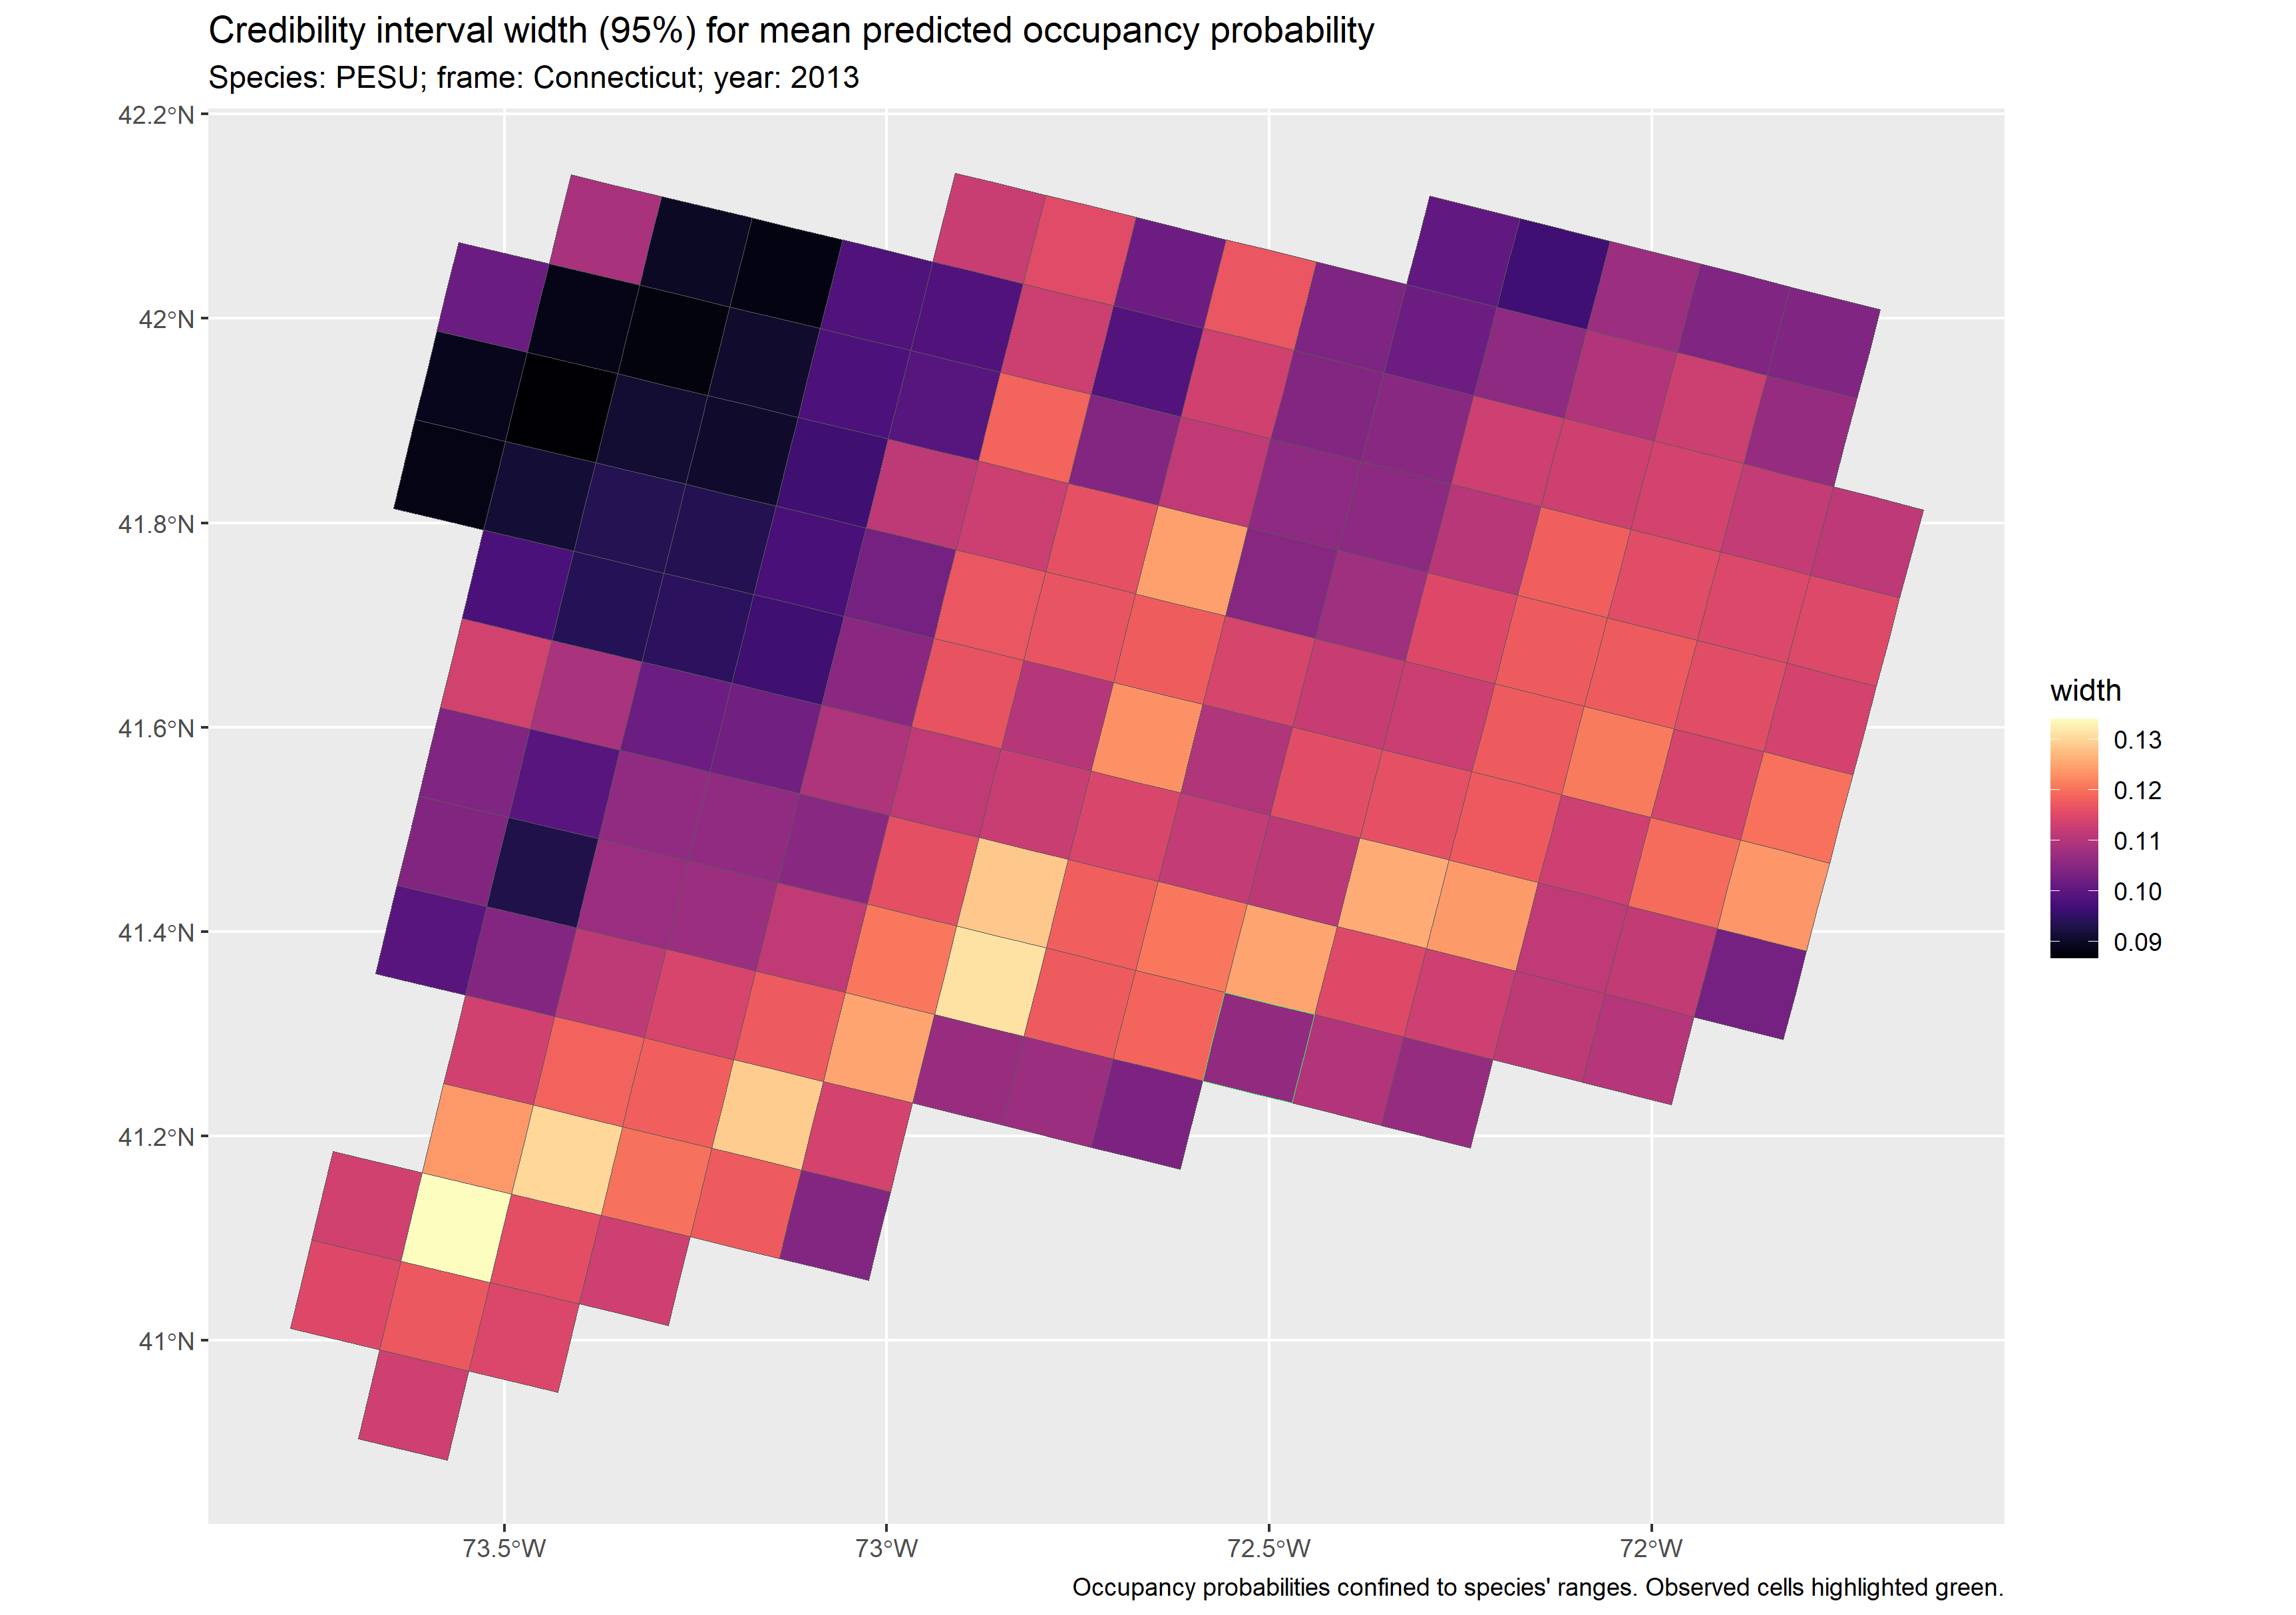 Credibility interval width (95%) for mean predicted occupancy probability
Species: PESU; frame: Connecticut; year: 2013
42.2°N
42°N
41.8°N
41.6°N
41.4°N
41.2°N
41°N
73.5°W
73°W
72.5°W
72°W
width
0.13
0.12
0.11
0.10
0.09
Occupancy probabilities confined to species' ranges. Observed cells highlighted green.